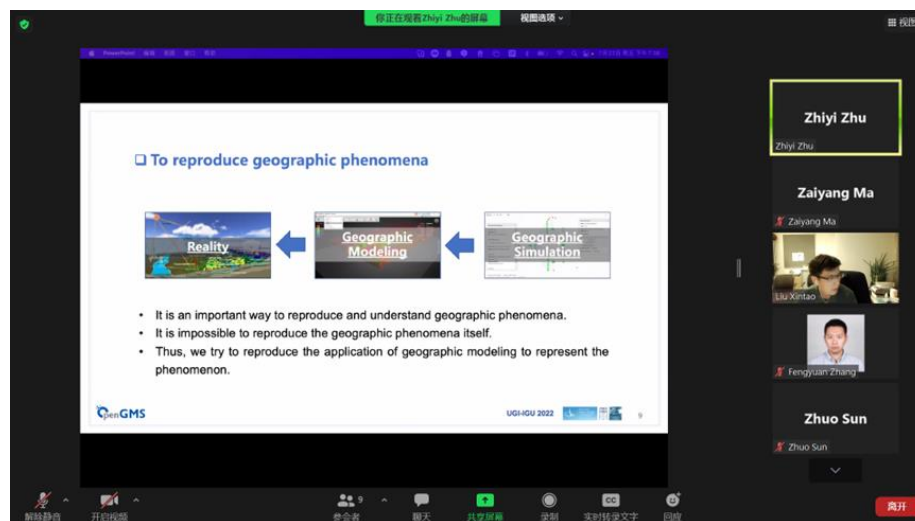 你正在观看Zhiyi Zhu的屏幕
视图选项
视图
To reproduce geographic phenomena
Reality
Geographic
Modeling
Geographic
Simulation
• It is an important way to reproduce and understand geographic phenomena.
• It is impossible to reproduce the geographic phenomena itself.
• Thus, we try to reproduce the application of geographic modeling to represent the
phenomenon.
OpenGMS
UGI-IGU 2022
9
Zhiyi Zhu
Zhiyi Zhu
Zaiyang Ma
Zaiyang Ma
Liu Xintao
Fengyuan Zhang
Zhuo Sun
Zhuo Sun
解除静音
开启视频
9
参会者
聊天
共享屏幕
录制
CC
实时转录文字
回应
离开